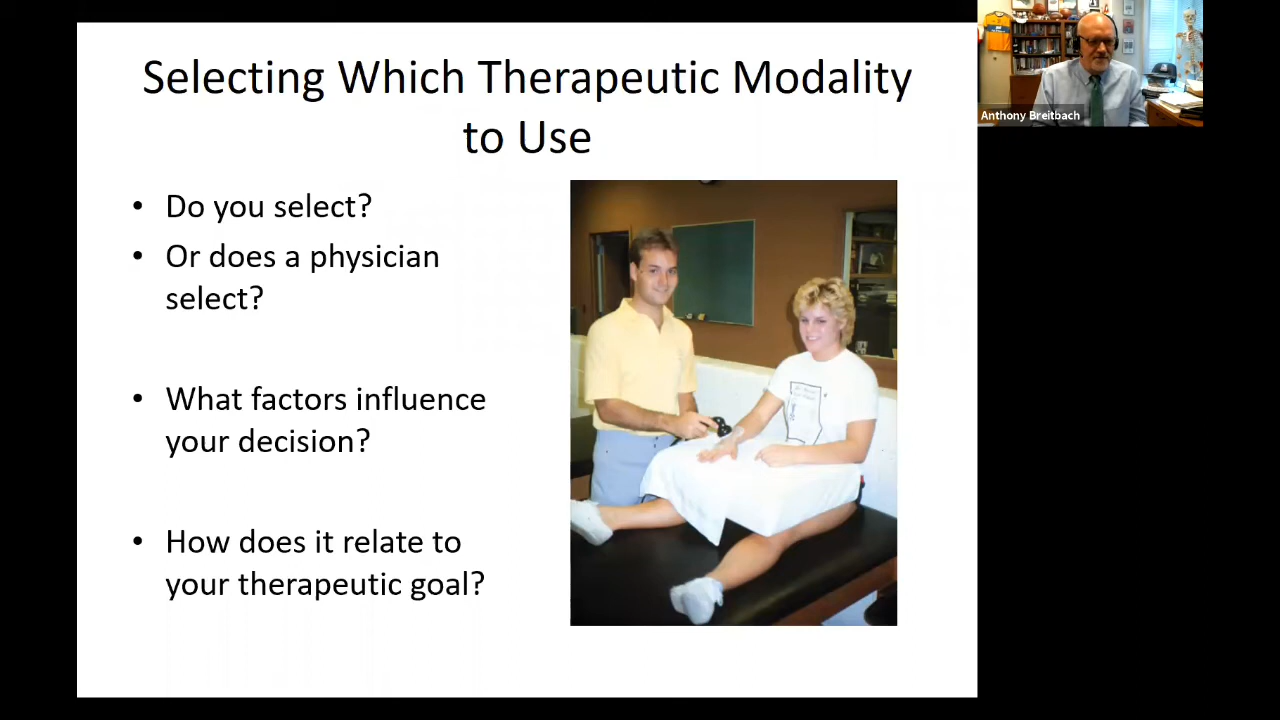 Selecting Which Therapeutic Modality
to Use
• Do you select?
• Or does a physician
select?
• What factors influence
your decision?
• How does it relate to
your therapeutic goal?
Anthony Breitbach